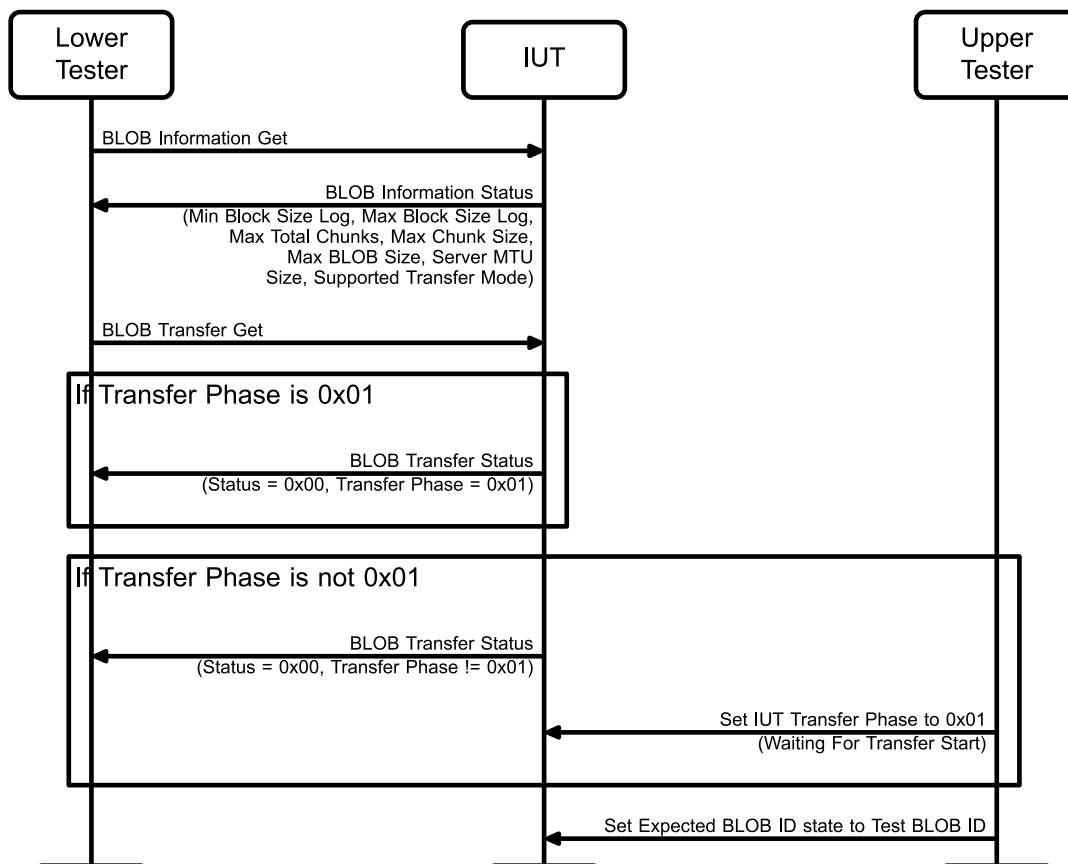 Lower
Tester
IUT
Upper
Tester
BLOB Information Get
BLOB Information Status
(Min Block Size Log, Max Block Size Log,
Max Total Chunks, Max Chunk Size,
Max BLOB Size, Server MTU
Size, Supported Transfer Mode)
BLOB Transfer Get
If Transfer Phase is 0x01
BLOB Transfer Status
(Status = 0x00, Transfer Phase = 0x01)
If Transfer Phase is not 0x01
BLOB Transfer Status
(Status = 0x00, Transfer Phase != 0x01)
Set IUT Transfer Phase to 0x01
(Waiting For Transfer Start)
Set Expected BLOB ID state to Test BLOB ID